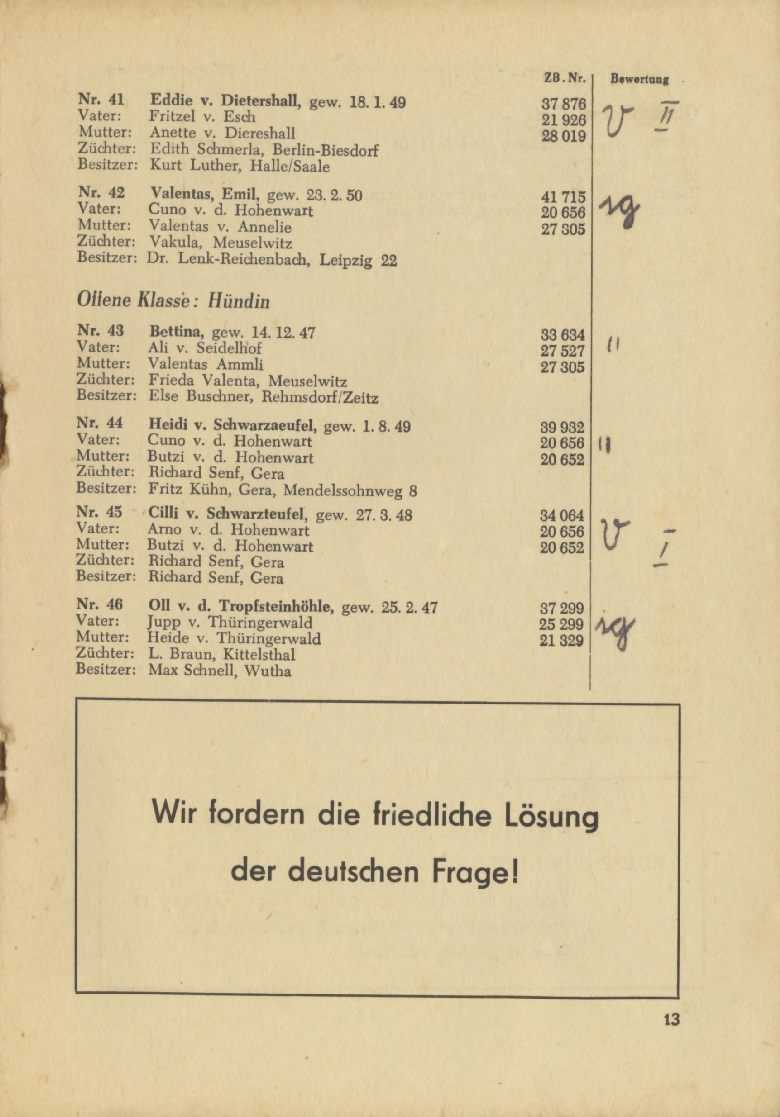 ZB.Nr. Bewertung
Nr. 41 Eddie v. Dietershall, gew. 18. 1. 49 37 876 V II
Vater: Fritzel v. Esch 21 926
Mutter: Anette v. Diereshall 28 019
Züchter: Edith Schmerla, Berlin-Biesdorf
Besitzer: Kurt Luther, Halle/Saale
Nr. 42 Valentas, Emil, gew. 23. 2. 50 41 715 sg
Vater: Cuno v. d. Hohenwart 20 656
Mutter: Valentas v. Annelie 27 305
Züchter: Vakula, Meuselwitz
Besitzer: Dr. Lenk-Reichenbach, Leipzig 22
Offene Klasse: Hündin
Nr. 43 Bettina, gew. 14. 12. 47 33 634 "
Vater: Ali v. Seidelhof 27 527
Mutter: Valentas Ammli 27 305
Züchter: Frieda Valenta, Meuselwitz
Besitzer: Else Buschner, Rehmsdorf/Zeitz
Nr. 44 Heidi v. Schwarzaeufel, gew. 1. 8. 49 39 932 "
Vater: Cuno v. d. Hohenwart 20 656
Mutter: Butzi v. d. Hohenwart 20 652
Züchter: Richard Senf, Gera
Besitzer: Fritz Kühn, Gera, Mendelssohnweg 8
Nr. 45 Cilli v. Schwarzteufel, gew. 27. 3. 48 34 064 V I
Vater: Arno v. d. Hohenwart 20 656
Mutter: Butzi v. d. Hohenwart 20 652
Züchter: Richard Senf, Gera
Besitzer: Richard Senf, Gera
Nr. 46 Oll v. d. Tropfsteinhöhle, gew. 25. 2. 47 37 299 sg
Vater: Jupp v. Thüringerwald 25 299
Mutter: Heide v. Thüringerwald 21 329
Züchter: L. Braun, Kittelsthal
Besitzer: Max Schnell, Wutha
Wir fordern die friedliche Lösung
der deutschen Frage!
13